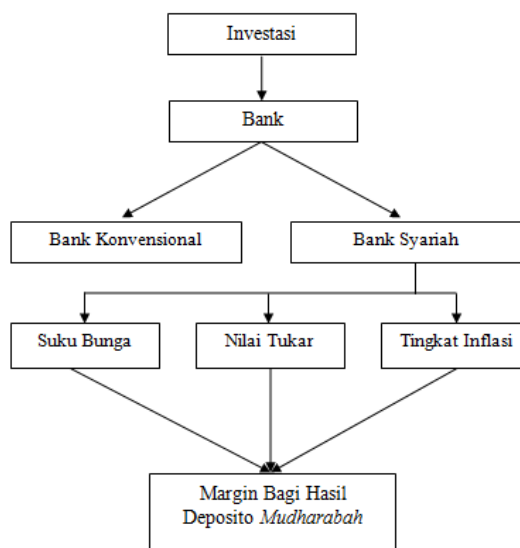 Investasi
Bank
Bank Konvensional
Bank Syariah
Suku Bunga
Nilai Tukar
Tingkat Inflasi
Margin Bagi Hasil
Deposito Mudharabah